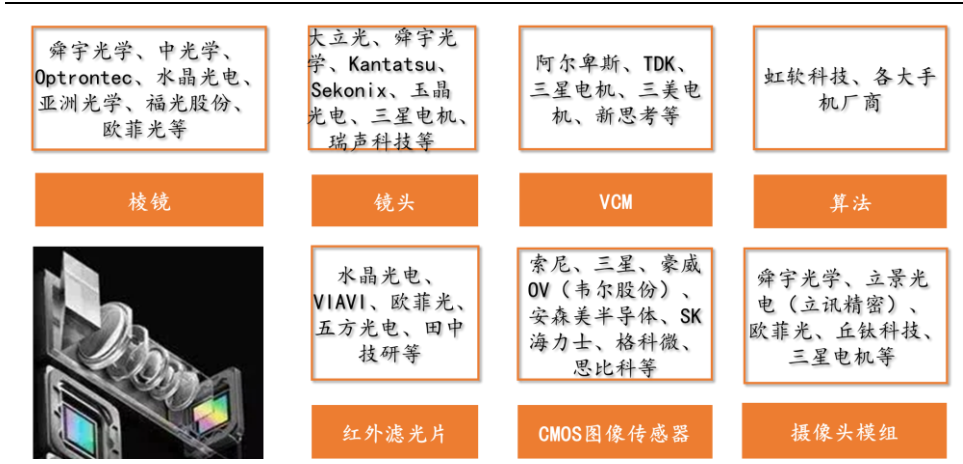 舜宇光学、中光学、
Optrontec、水晶光电、
亚洲光学、福光股份、
欧菲光等
大立光、舜宇光
学、Kantatsu、
Sekonix、玉晶
光电、三星电机、
瑞声科技等
阿尔卑斯、TDK、
三星电机、三美电
机、新思考等
虹软科技、各大手
机厂商
棱镜
镜头
VCM
算法
水晶光电、
VIAVI、欧菲光、
五方光电、田中
技研等
索尼、三星、豪威
OV（韦尔股份）、
安森美半导体、SK
海力士、格科微、
思比科等
舜宇光学、立景光
电（立讯精密）、
欧菲光、丘钛科技、
三星电机等
红外滤光片
CMOS图像传感器
摄像头模组